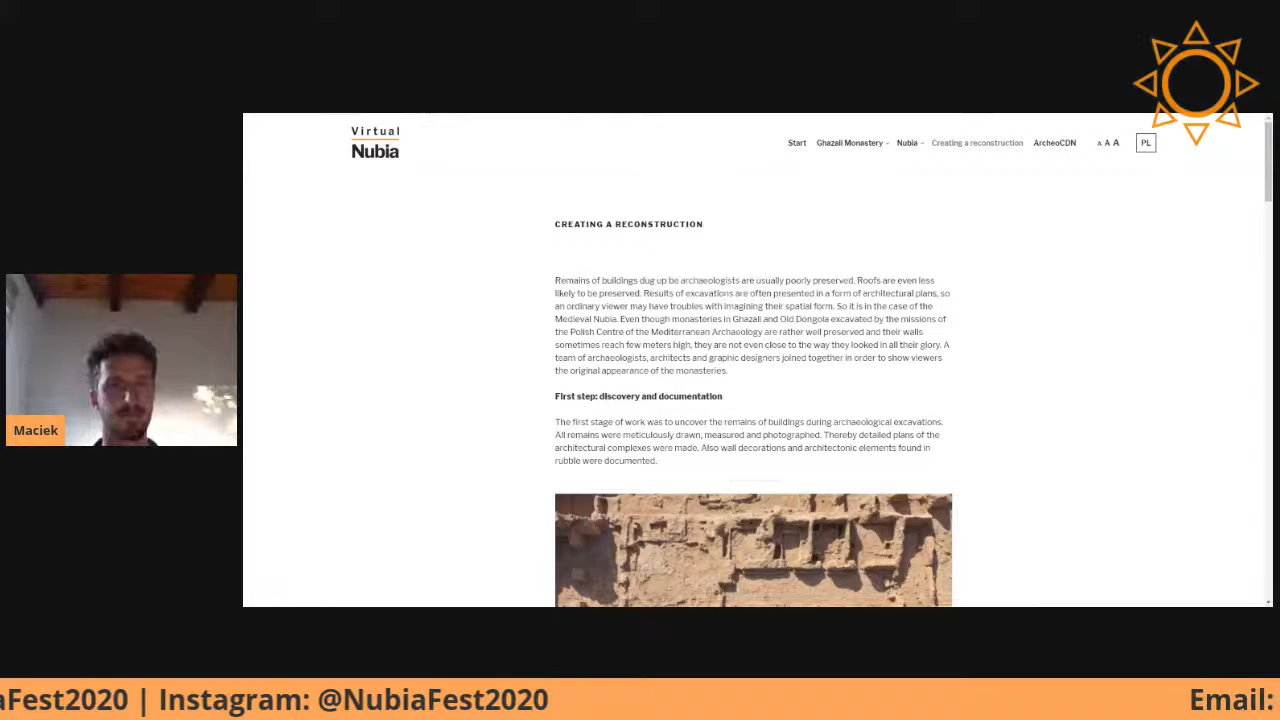 Virtual
Nubia
Start Ghazali Monastery Nubia Creating a reconstruction ArcheoCDN A A A PL
CREATING A RECONSTRUCTION
Remains of buildings dug up be archaeologists are usually poorly preserved. Roofs are even less
likely to be preserved. Results of excavations are often presented in a form of architectural plans, so
an ordinary viewer may have troubles with imagining their spatial form. So it is in the case of the
Medieval Nubia. Even though monasteries in Ghazali and Old Dongola excavated by the missions of
the Polish Centre of the Mediterranean Archaeology are rather well preserved and their walls
sometimes reach few meters high, they are not even close to the way they looked in all their glory. A
team of archaeologists, architects and graphic designers joined together in order to show viewers
the original appearance of the monasteries.
First step: discovery and documentation
The first stage of work was to uncover the remains of buildings during archaeological excavations.
All remains were meticulously drawn, measured and photographed. Thereby detailed plans of the
architectural complexes were made. Also wall decorations and architectonic elements found in
rubble were documented.
Maciek
aFest2020 | Instagram: @NubiaFest2020 Email: